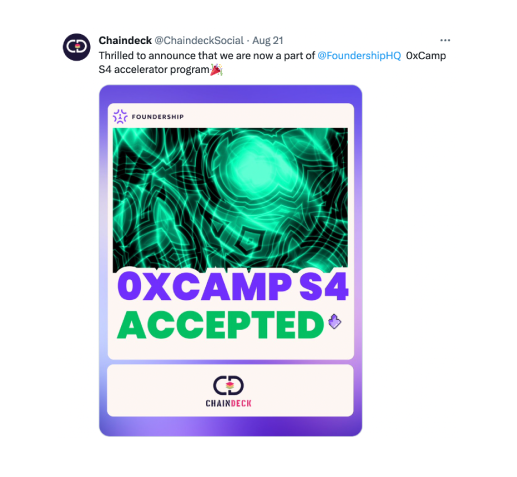 Chaindeck @ChaindeckSocial · Aug 21
Thrilled to announce that we are now a part of @FoundershipHQ 0xCamp
S4 accelerator program🎉
FOUNDERSHIP
0XCAMP S4
ACCEPTED
CHAINDECK